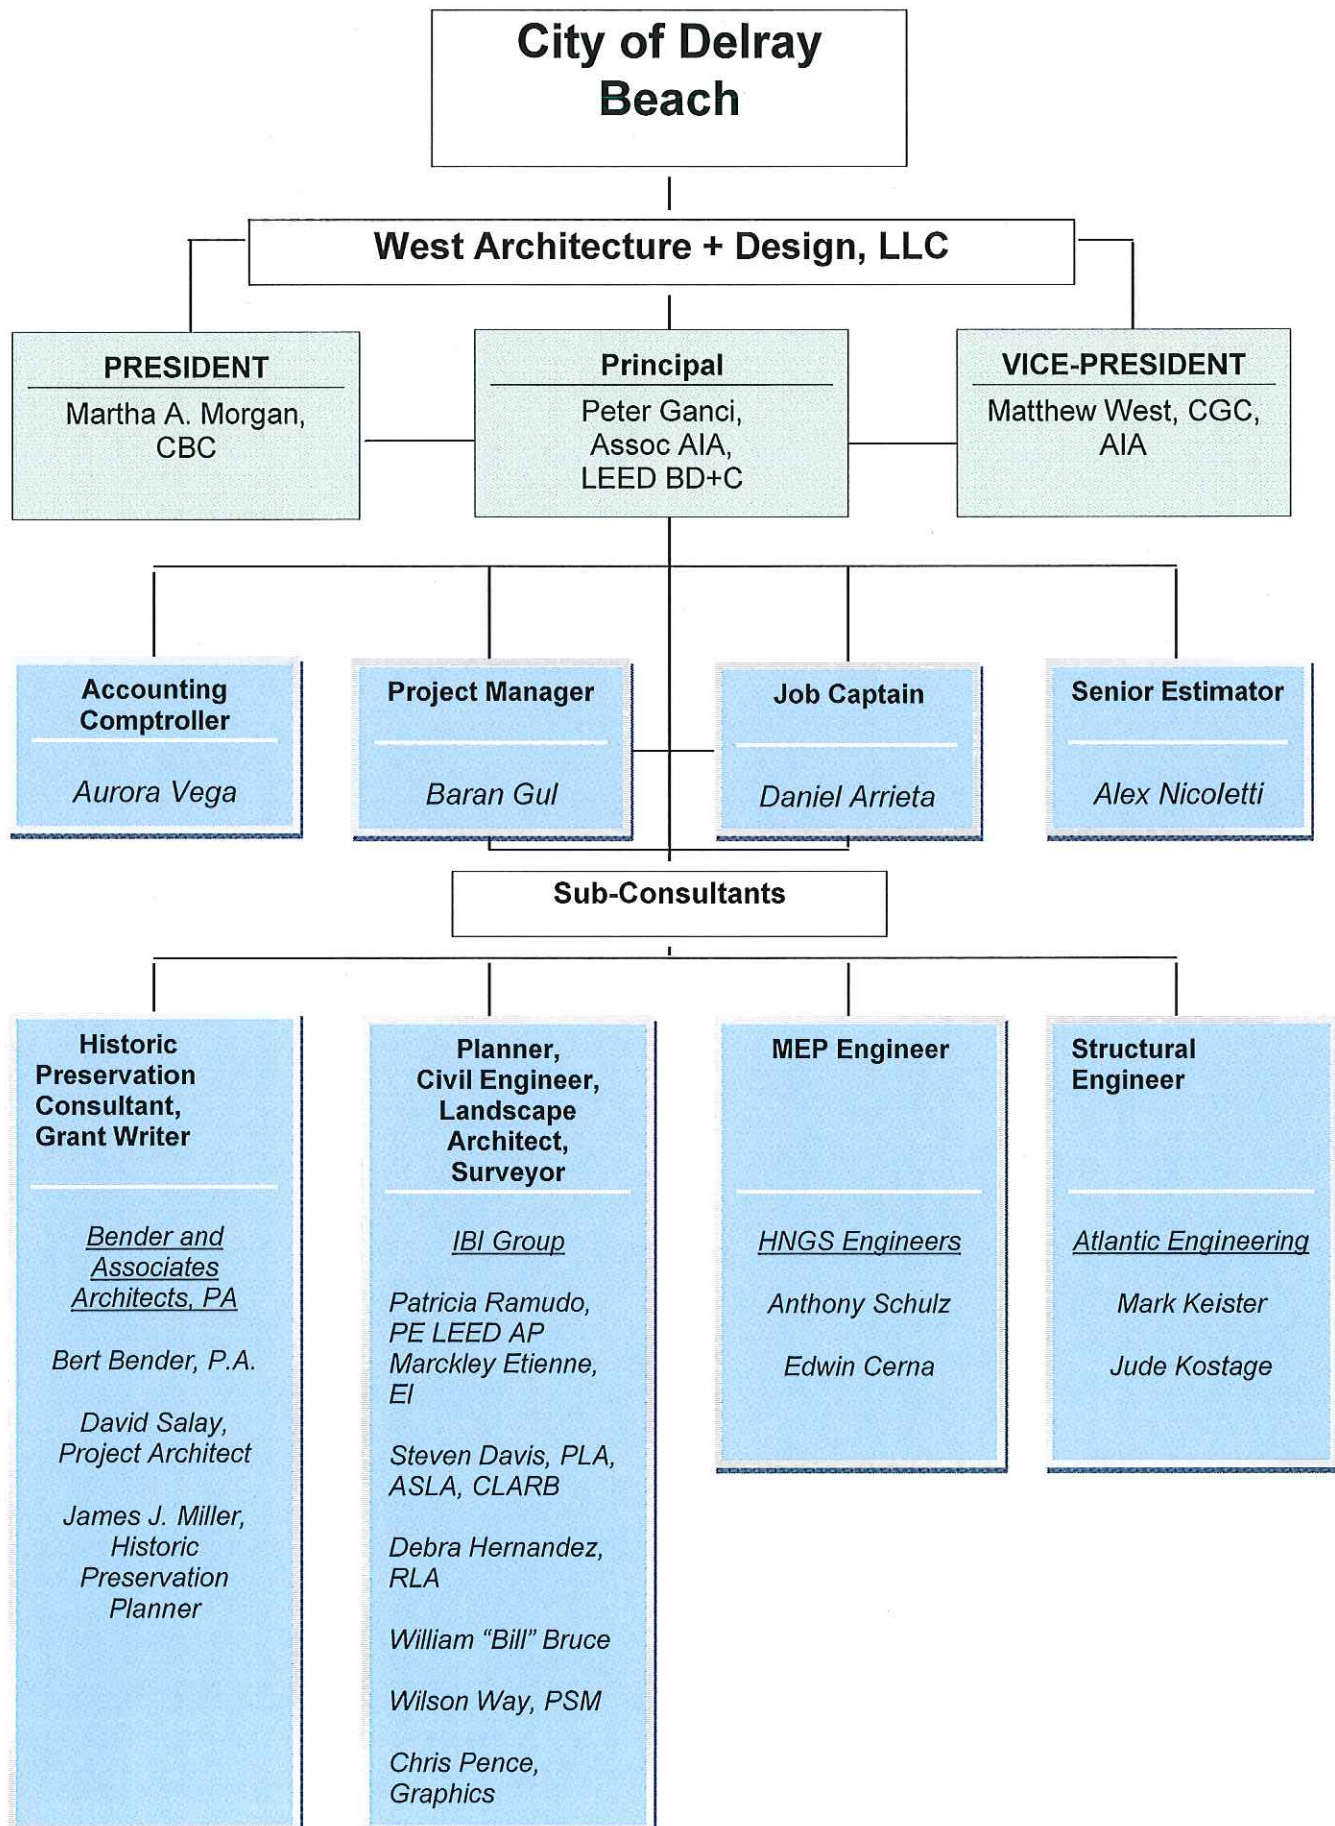 City of Delray
Beach
West Architecture + Design, LLC
PRESIDENT
Martha A. Morgan,
CBC
Principal
Peter Ganci,
Assoc AIA,
LEED BD+C
VICE-PRESIDENT
Matthew West, CGC,
AIA
Accounting
Comptroller
Aurora Vega
Project Manager
Baran Gul
Job Captain
Daniel Arrieta
Senior Estimator
Alex Nicoletti
Sub-Consultants
Historic
Preservation
Consultant,
Grant Writer
Bender and
Associates
Architects, PA
Bert Bender, P.A.
David Salay,
Project Architect
James J. Miller,
Historic
Preservation
Planner
Planner,
Civil Engineer,
Landscape
Architect,
Surveyor
IBI Group
Patricia Ramudo,
PE LEED AP
Marckley Etienne,
EI
Steven Davis, PLA,
ASLA, CLARB
Debra Hernandez,
RLA
William “Bill” Bruce
Wilson Way, PSM
Chris Pence,
Graphics
MEP Engineer
HNGS Engineers
Anthony Schulz
Edwin Cerna
Structural
Engineer
Atlantic Engineering
Mark Keister
Jude Kostage